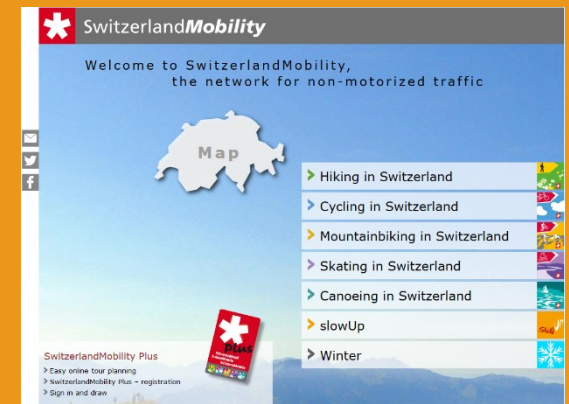 SwitzerlandMobility
Welcome to SwitzerlandMobility,
the network for non-motorized traffic
Map
Hiking in Switzerland
Cycling in Switzerland
Mountainbiking in Switzerland
Skating in Switzerland
Canoeing in Switzerland
slowUp
Winter
Plus
SwitzerlandMobility Plus
Easy online tour planning
SwitzerlandMobility Plus – registration
Sign in and draw